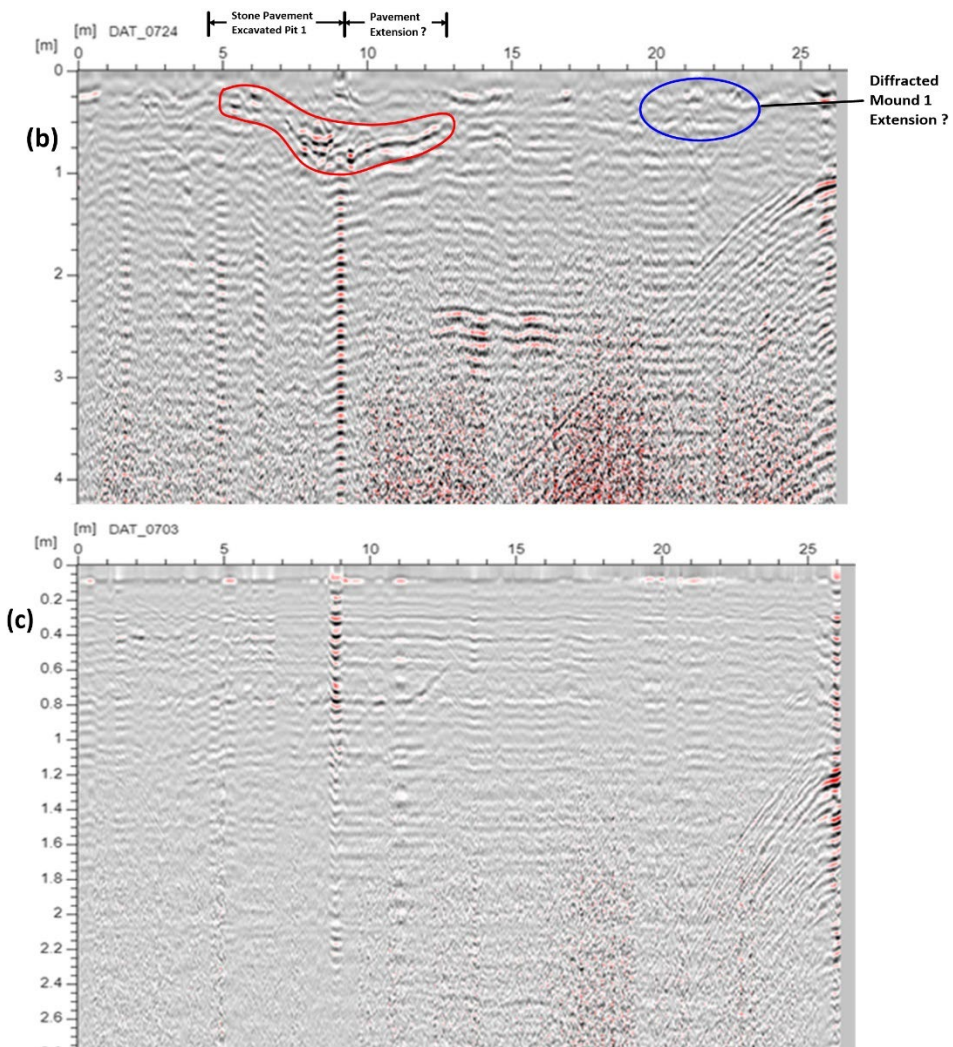 Stone Pavement
Excavated Pit 1
Pavement
Extension ?
[m] DAT_0724
[m]
0 5 10 15 20 25
0
1
2
3
4
(b)
Diffracted
Mound 1
Extension ?
[m] DAT_0703
[m]
0 5 10 15 20 25
0
0.2
0.4
0.6
0.8
1
1.2
1.4
1.6
1.8
2
2.2
2.4
2.6
(c)